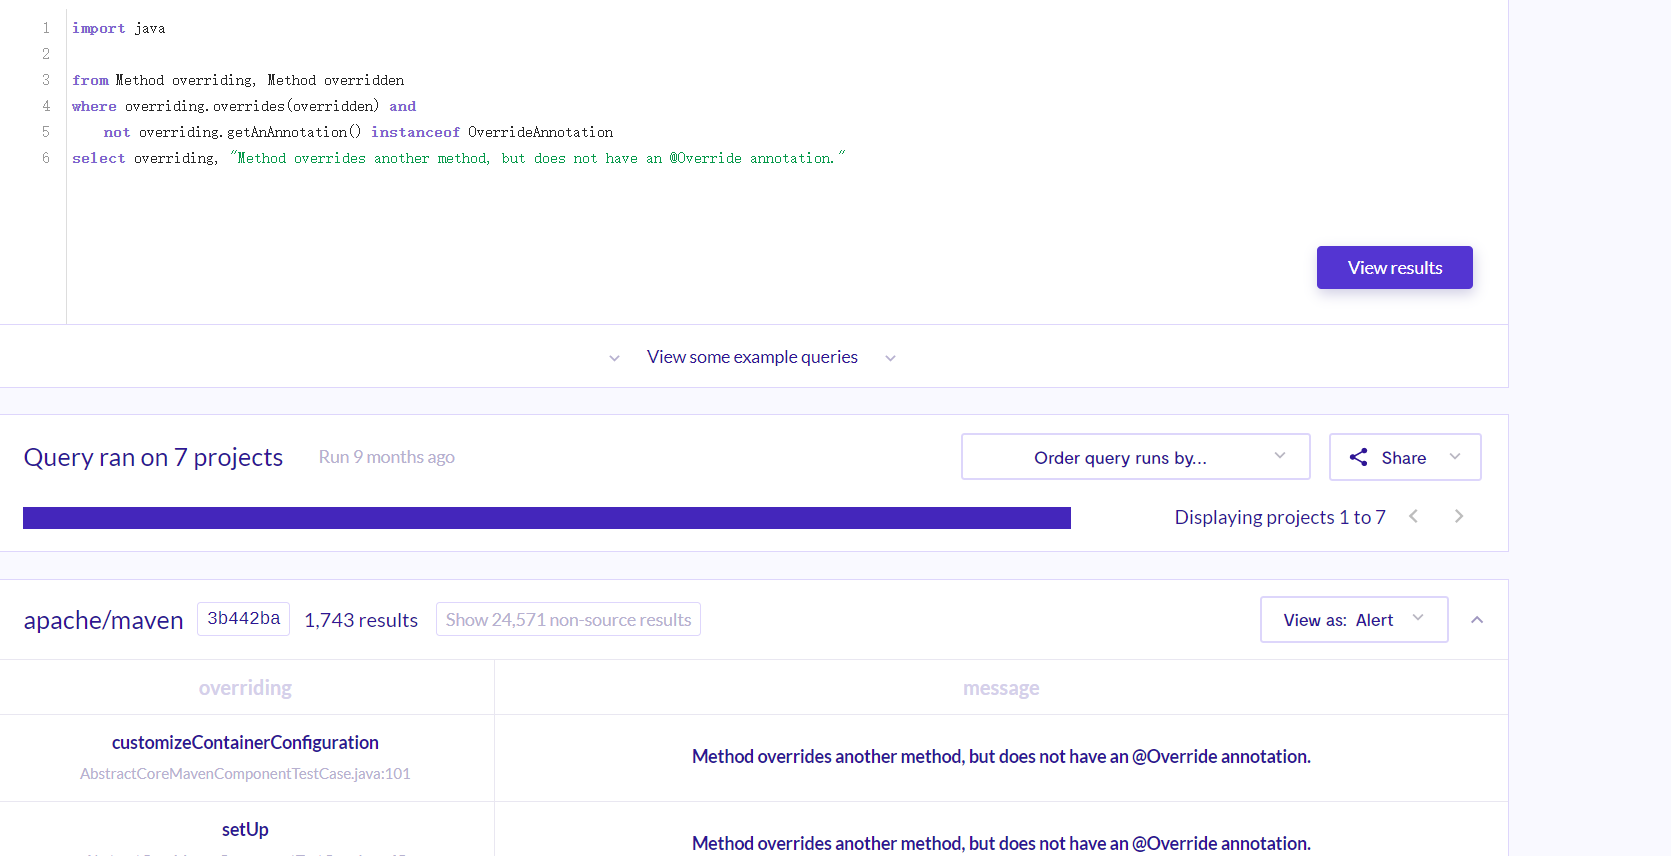 1 import java
2
3 from Method overriding, Method overridden
4 where overriding.overrides(overridden) and
5 not overriding.getAnAnnotation() instanceof OverrideAnnotation
6 select overriding, "Method overrides another method, but does not have an @Override annotation."
View results
View some example queries
Query ran on 7 projects Run 9 months ago Order query runs by... Share
Displaying projects 1 to 7
apache/maven 3b442ba 1,743 results Show 24,571 non-source results View as: Alert
overriding message
customizeContainerConfiguration
Method overrides another method, but does not have an @Override annotation.
AbstractCoreMavenComponentTestCase.java:101
setUp
Method overrides another method, but does not have an @Override annotation.